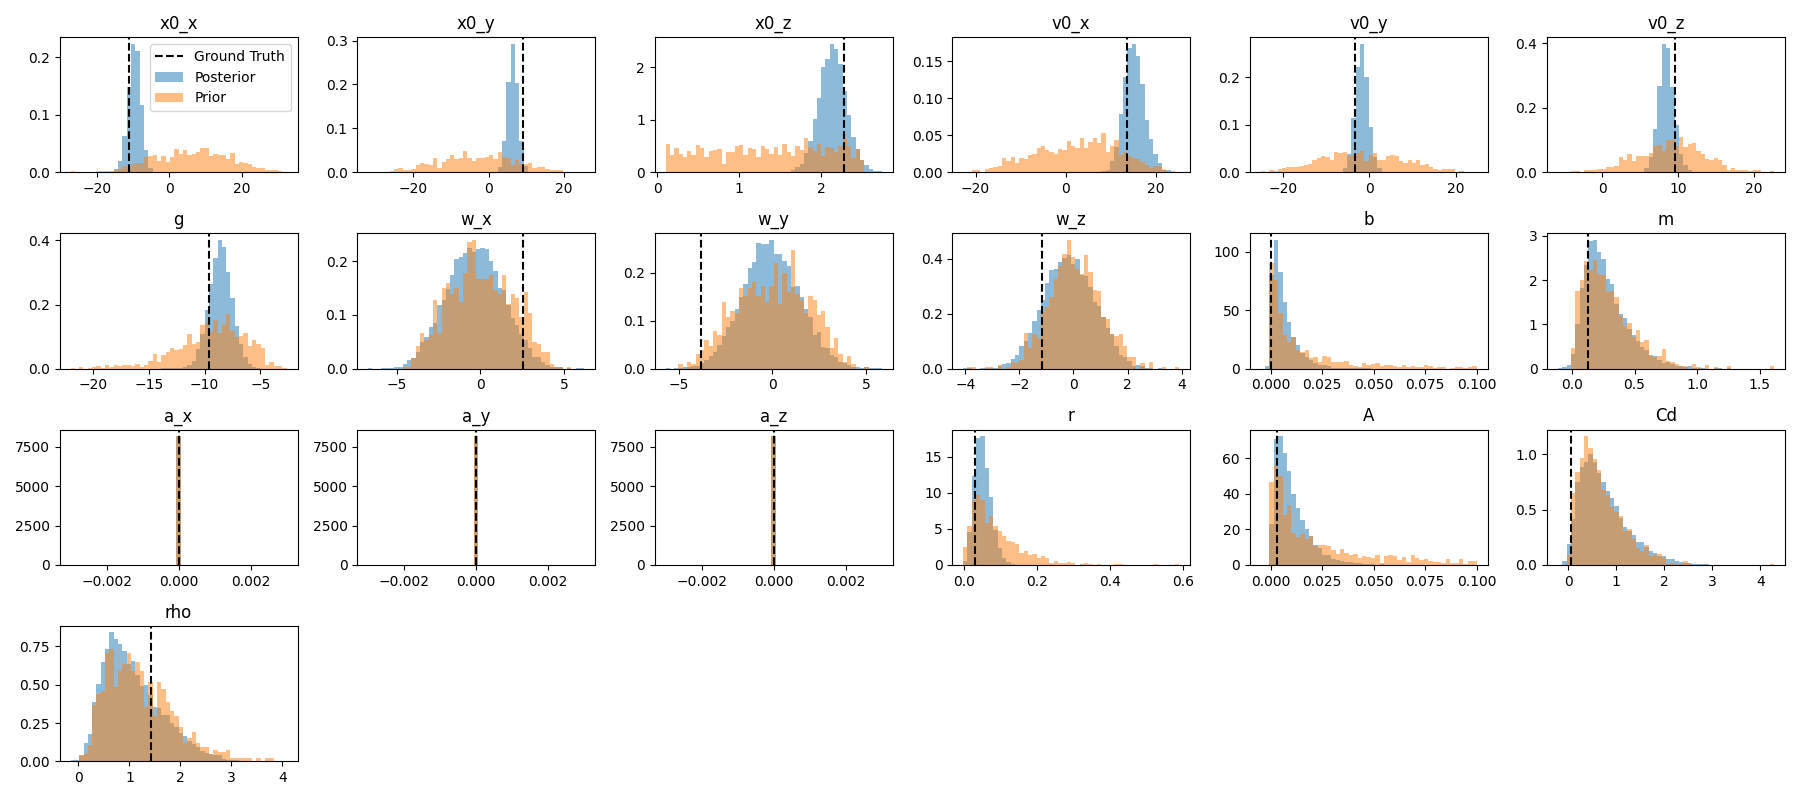 x0_x
x0_y
x0_z
v0_x
v0_y
v0_z
Ground Truth
Posterior
Prior
0.2
0.1
0.0
−20 0 20
0.3
0.2
0.1
0.0
−20 0 20
2
1
0
0 1 2
0.15
0.10
0.05
0.00
−20 0 20
0.2
0.1
0.0
−20 0 20
0.4
0.2
0.0
0 10 20
g
w_x
w_y
w_z
b
m
0.4
0.2
0.0
−20 −15 −10 −5
0.2
0.1
0.0
−5 0 5
0.2
0.1
0.0
−5 0 5
0.4
0.2
0.0
−4 −2 0 2 4
100
50
0
0.000 0.025 0.050 0.075 0.100
3
2
1
0
0.0 0.5 1.0 1.5
a_x
a_y
a_z
r
A
Cd
7500
5000
2500
0
−0.002 0.000 0.002
7500
5000
2500
0
−0.002 0.000 0.002
7500
5000
2500
0
−0.002 0.000 0.002
15
10
5
0
0.0 0.2 0.4 0.6
60
40
20
0
0.000 0.025 0.050 0.075 0.100
1.0
0.5
0.0
0 1 2 3 4
rho
0.75
0.50
0.25
0.00
0 1 2 3 4